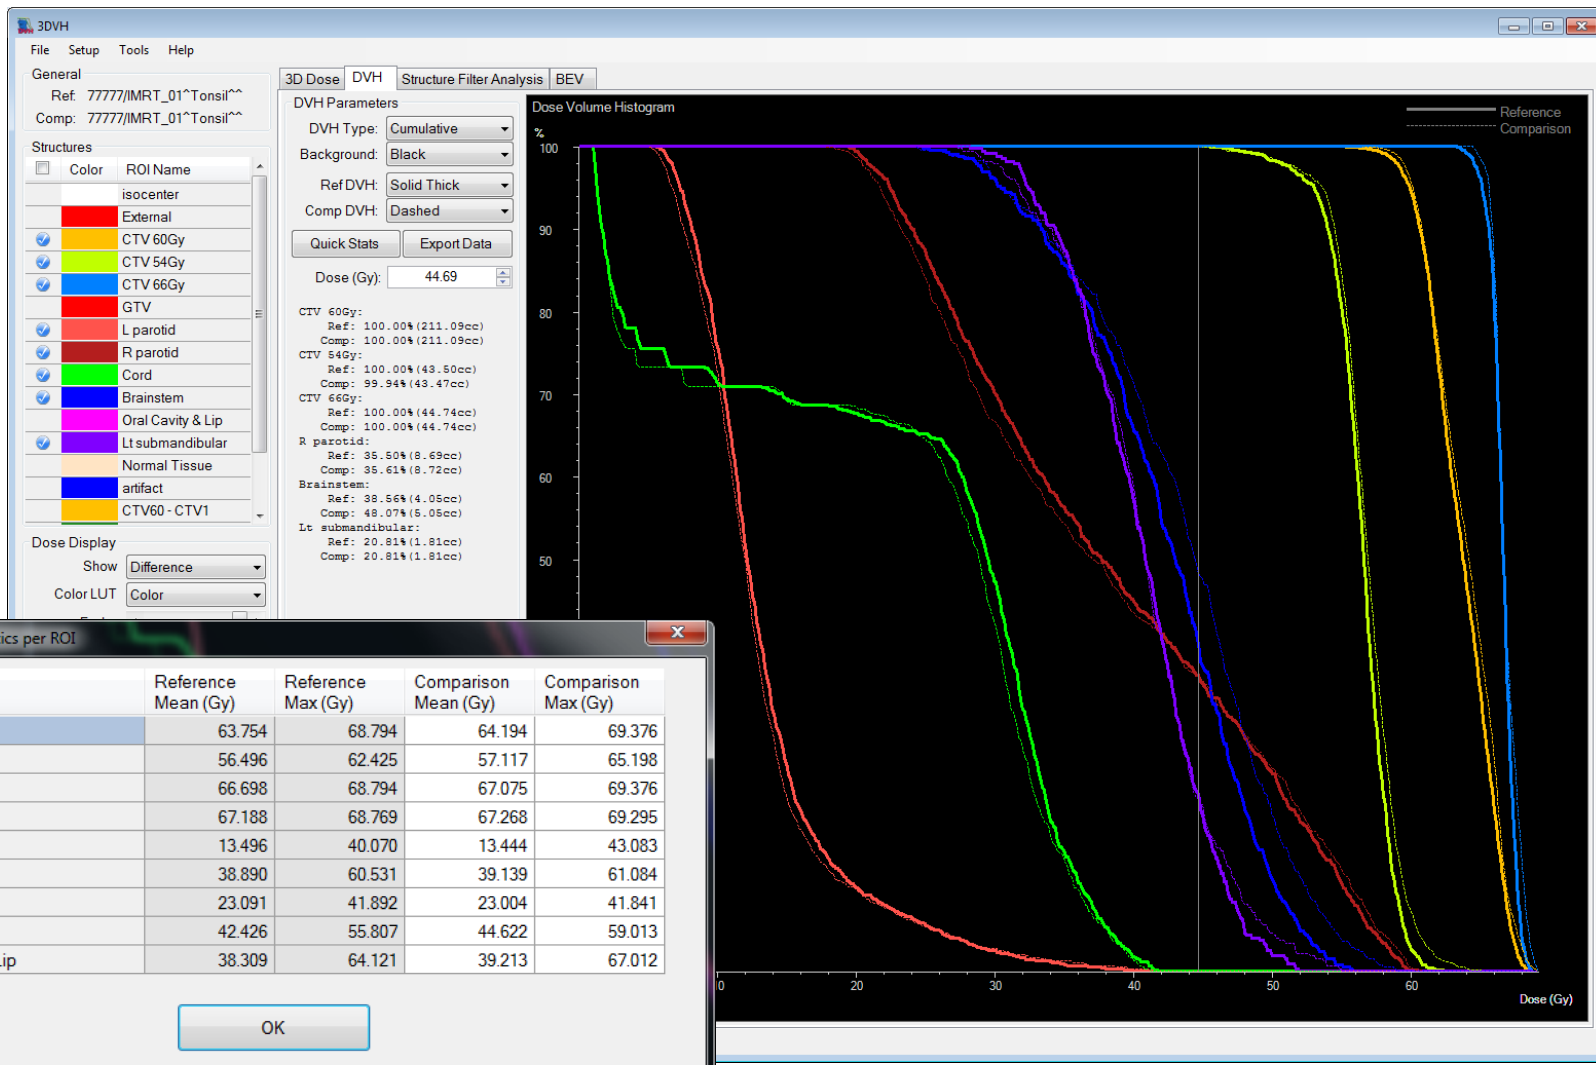 3DVH
File Setup Tools Help
General
Ref: 77777/IMRT_01^Tonsil^^
Comp: 77777/IMRT_01^Tonsil^^
Structures
Color ROI Name
isocenter
External
CTV 60Gy
CTV 54Gy
CTV 66Gy
GTV
L parotid
R parotid
Cord
Brainstem
Oral Cavity & Lip
Lt submandibular
Normal Tissue
artifact
CTV60 - CTV1
Dose Display
Show Difference
Color LUT Color
3D Dose DVH Structure Filter Analysis BEV
DVH Parameters
DVH Type: Cumulative
Background: Black
Ref DVH: Solid Thick
Comp DVH: Dashed
Quick Stats Export Data
Dose (Gy): 44.69
CTV 60Gy:
Ref: 100.00%(211.09cc)
Comp: 100.00%(211.09cc)
CTV 54Gy:
Ref: 100.00%(43.50cc)
Comp: 99.94%(43.47cc)
CTV 66Gy:
Ref: 100.00%(44.74cc)
Comp: 100.00%(44.74cc)
R parotid:
Ref: 35.50%(8.69cc)
Comp: 35.61%(8.72cc)
Brainstem:
Ref: 38.56%(4.05cc)
Comp: 48.07%(5.05cc)
Lt submandibular:
Ref: 20.81%(1.81cc)
Comp: 20.81%(1.81cc)
Dose Volume Histogram
Reference
Comparison
%
100
90
80
70
60
50
10 20 30 40 50 60
Dose (Gy)
ics per ROI
Reference Mean (Gy) Reference Max (Gy) Comparison Mean (Gy) Comparison Max (Gy)
63.754 68.794 64.194 69.376
56.496 62.425 57.117 65.198
66.698 68.794 67.075 69.376
67.188 68.769 67.268 69.295
13.496 40.070 13.444 43.083
38.890 60.531 39.139 61.084
23.091 41.892 23.004 41.841
42.426 55.807 44.622 59.013
ip 38.309 64.121 39.213 67.012
OK